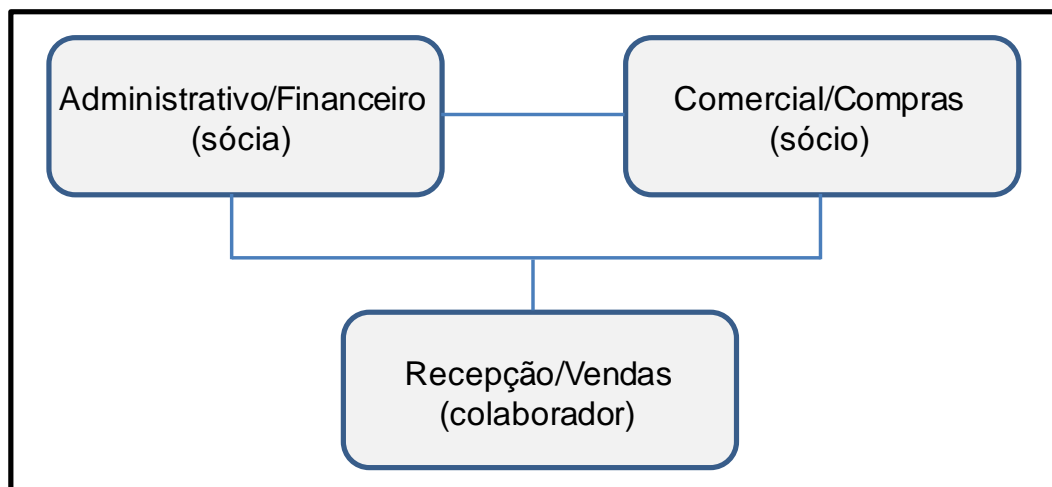 Administrativo/Financeiro
(sócia)
Comercial/Compras
(sócio)
Recepção/Vendas
(colaborador)